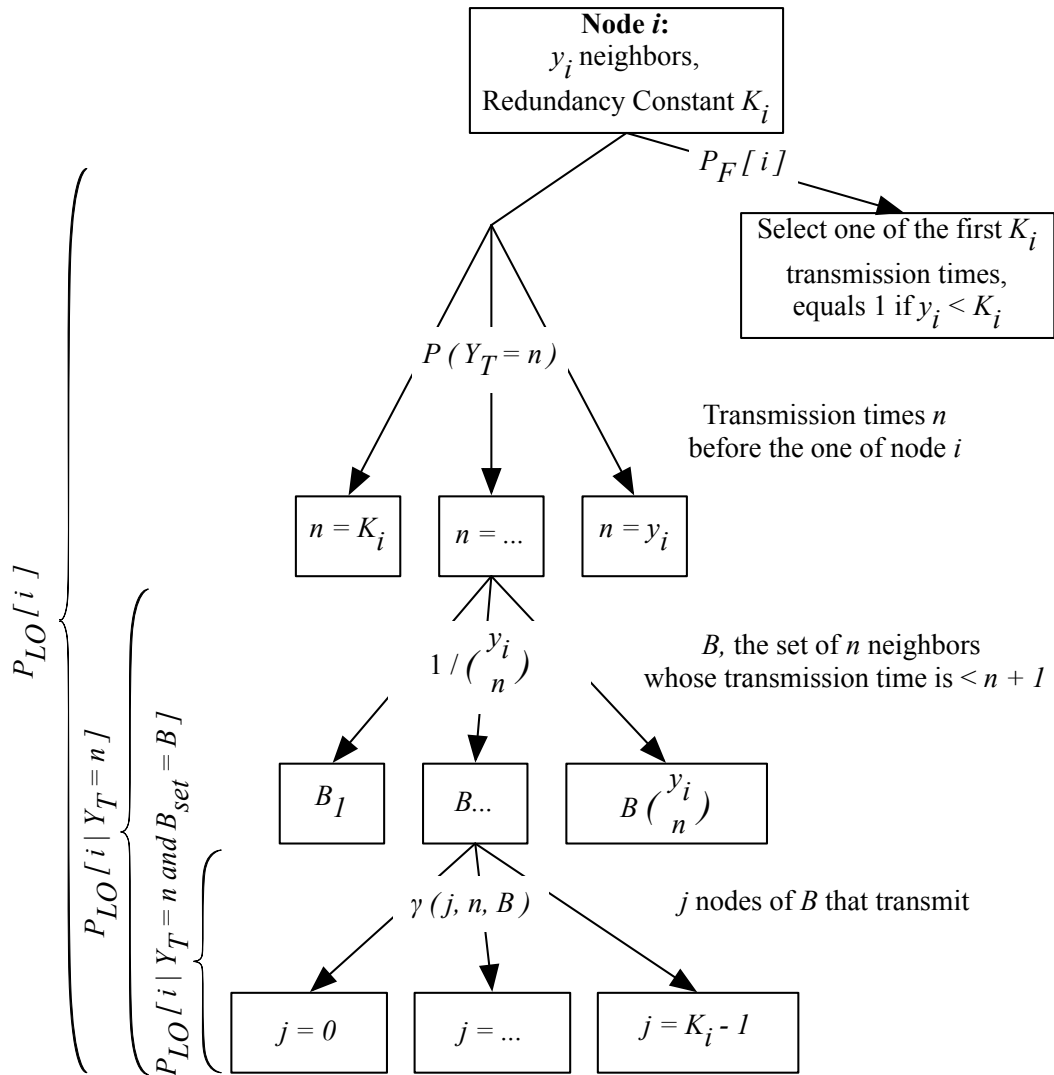 Node i:
y_i neighbors,
Redundancy Constant K_i
P_F [ i ]
Select one of the first K_i
transmission times,
equals 1 if y_i < K_i
P ( Y_T = n )
Transmission times n
before the one of node i
n = K_i
n = ...
n = y_i
1 / ( y_i n )
B, the set of n neighbors
whose transmission time is < n + 1
B_1
B...
B ( y_i n )
γ ( j, n, B )
j nodes of B that transmit
j = 0
j = ...
j = K_i - 1
P_LO [ i ]
P_LO [ i | Y_T = n ]
P_LO [ i | Y_T = n and B_set = B ]